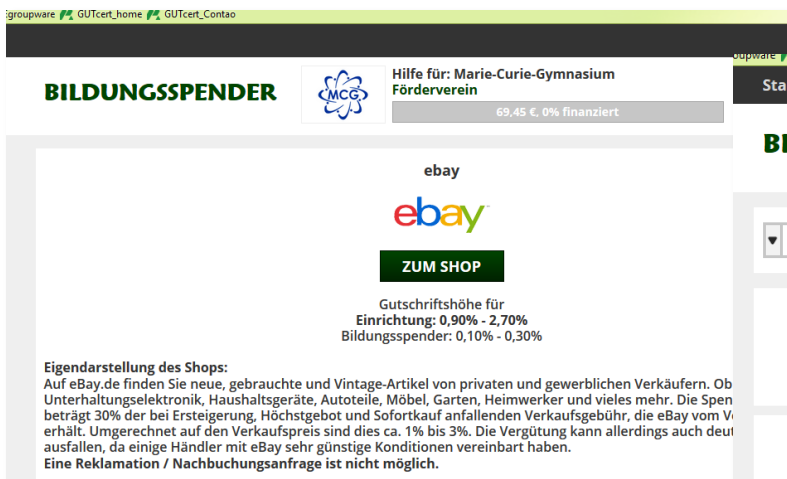 groupware GUTcert_home GUTcert_Contao
BILDUNGSSPENDER
MCG
Hilfe für: Marie-Curie-Gymnasium
Förderverein
69,45 €, 0% finanziert
ebay
ebay
ZUM SHOP
Gutschriftshöhe für
Einrichtung: 0,90% - 2,70%
Bildungsspender: 0,10% - 0,30%
Eigendarstellung des Shops:
Auf eBay.de finden Sie neue, gebrauchte und Vintage-Artikel von privaten und gewerblichen Verkäufern. Ob
Unterhaltungselektronik, Haushaltsgeräte, Autoteile, Möbel, Garten, Heimwerker und vieles mehr. Die Spen
beträgt 30% der bei Ersteigerung, Höchstgebot und Sofortkauf anfallenden Verkaufsgebühr, die eBay vom V
erhält. Umgerechnet auf den Verkaufspreis sind dies ca. 1% bis 3%. Die Vergütung kann allerdings auch deut
ausfallen, da einige Händler mit eBay sehr günstige Konditionen vereinbart haben.
Eine Reklamation / Nachbuchungsanfrage ist nicht möglich.
oupware
Sta
BI